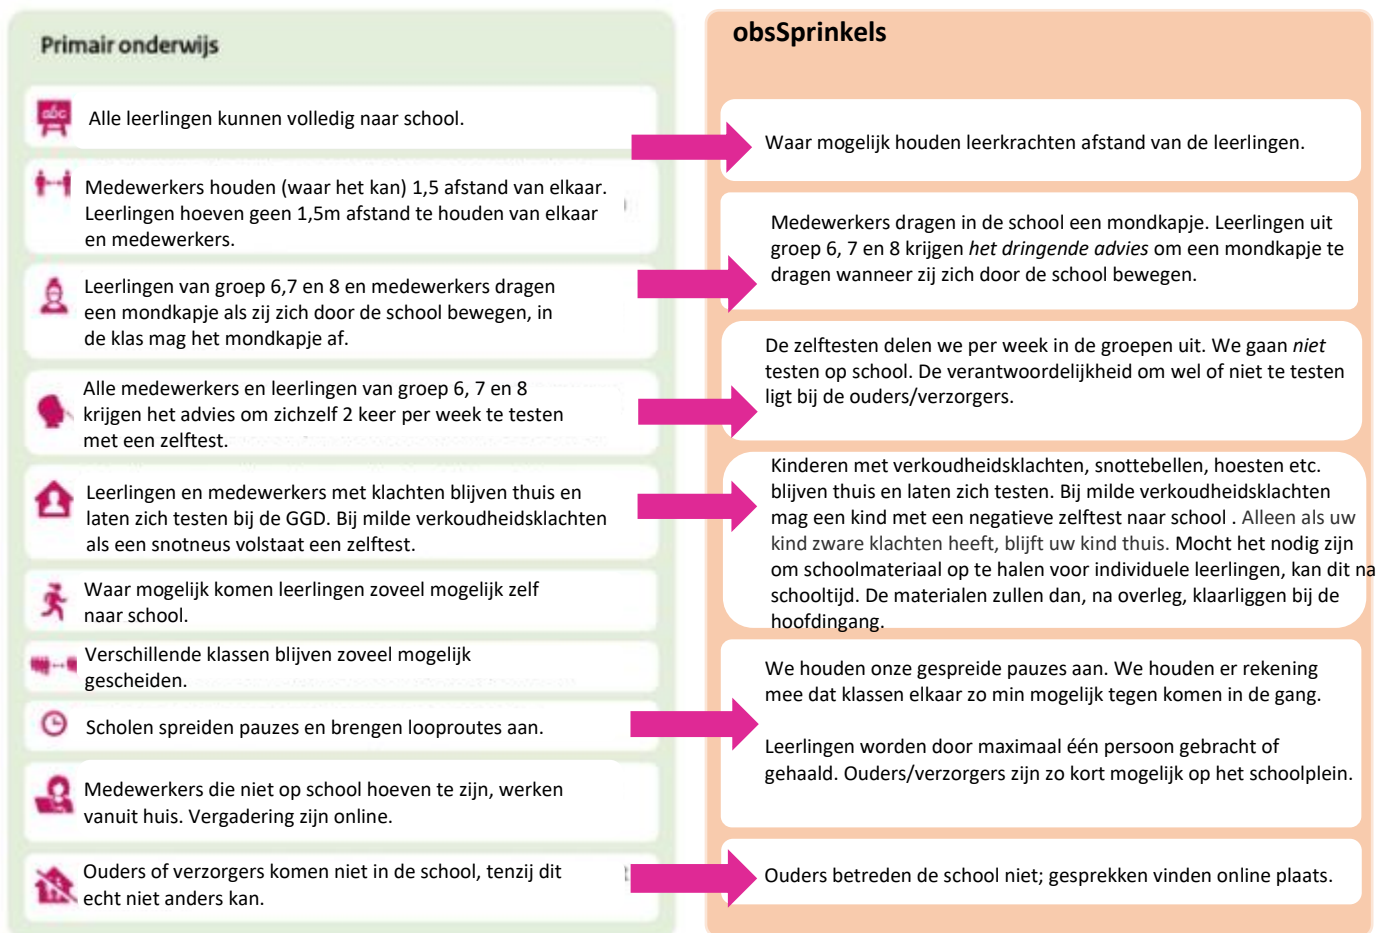 Primair onderwijs
abc
Alle leerlingen kunnen volledig naar school.
Medewerkers houden (waar het kan) 1,5 afstand van elkaar.
Leerlingen hoeven geen 1,5m afstand te houden van elkaar
en medewerkers.
Leerlingen van groep 6,7 en 8 en medewerkers dragen
een mondkapje als zij zich door de school bewegen, in
de klas mag het mondkapje af.
Alle medewerkers en leerlingen van groep 6, 7 en 8
krijgen het advies om zichzelf 2 keer per week te testen
met een zelftest.
Leerlingen en medewerkers met klachten blijven thuis en
laten zich testen bij de GGD. Bij milde verkoudheidsklachten
als een snotneus volstaat een zelftest.
Waar mogelijk komen leerlingen zoveel mogelijk zelf
naar school.
Verschillende klassen blijven zoveel mogelijk
gescheiden.
Scholen spreiden pauzes en brengen looproutes aan.
Medewerkers die niet op school hoeven te zijn, werken
vanuit huis. Vergadering zijn online.
Ouders of verzorgers komen niet in de school, tenzij dit
echt niet anders kan.
obsSprinkels
Waar mogelijk houden leerkrachten afstand van de leerlingen.
Medewerkers dragen in de school een mondkapje. Leerlingen uit
groep 6, 7 en 8 krijgen het dringende advies om een mondkapje te
dragen wanneer zij zich door de school bewegen.
De zelftesten delen we per week in de groepen uit. We gaan niet
testen op school. De verantwoordelijkheid om wel of niet te testen
ligt bij de ouders/verzorgers.
Kinderen met verkoudheidsklachten, snottebellen, hoesten etc.
blijven thuis en laten zich testen. Bij milde verkoudheidsklachten
mag een kind met een negatieve zelftest naar school . Alleen als uw
kind zware klachten heeft, blijft uw kind thuis. Mocht het nodig zijn
om schoolmateriaal op te halen voor individuele leerlingen, kan dit na
schooltijd. De materialen zullen dan, na overleg, klaarliggen bij de
hoofdingang.
We houden onze gespreide pauzes aan. We houden er rekening
mee dat klassen elkaar zo min mogelijk tegen komen in de gang.
Leerlingen worden door maximaal één persoon gebracht of
gehaald. Ouders/verzorgers zijn zo kort mogelijk op het schoolplein.
Ouders betreden de school niet; gesprekken vinden online plaats.